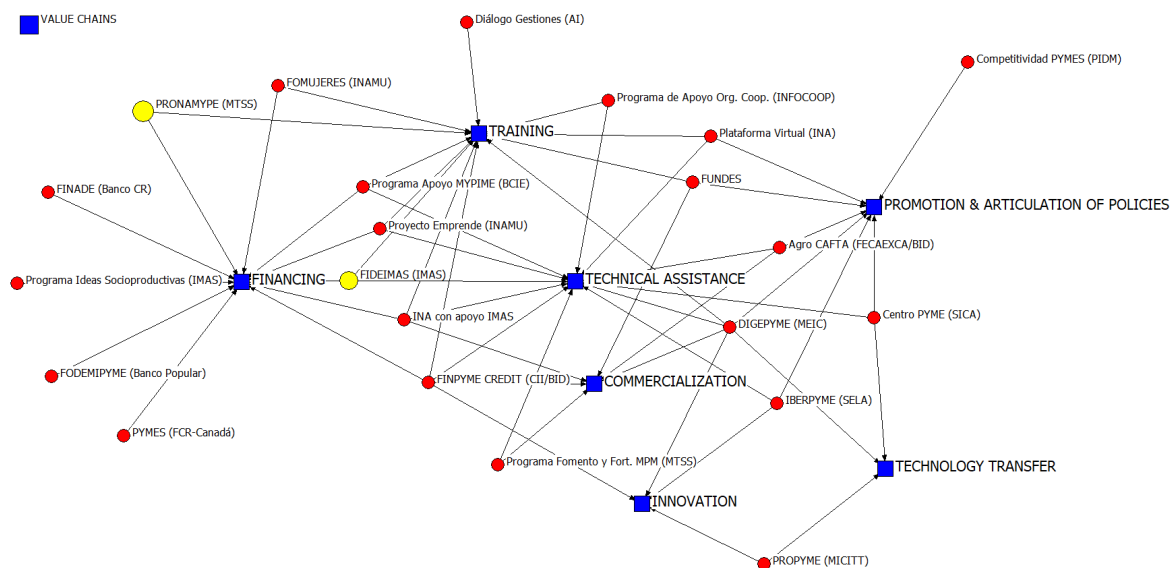 VALUE CHAINS
Diálogo Gestiones (AI)
Competitividad PYMES (PIDM)
FOMUJERES (INAMU)
PRONAMYPE (MTSS)
Programa de Apoyo Org. Coop. (INFOCOOP)
TRAINING
Plataforma Virtual (INA)
FUNDES
Programa Apoyo MYPIME (BCIE)
FINADE (Banco CR)
PROMOTION & ARTICULATION OF POLICIES
Proyecto Emprende (INAMU)
Agro CAFTA (FECAEXCA/BID)
FIDEIMAS (IMAS)
TECHNICAL ASSISTANCE
FINANCING
Programa Ideas Socioproductivas (IMAS)
INA con apoyo IMAS
Centro PYME (SICA)
DIGEPYME (MEIC)
FODEMIPYME (Banco Popular)
FINPYME CREDIT (CII/BID)
COMMERCIALIZATION
IBERPYME (SELA)
PYMES (FCR-Canadá)
Programa Fomento y Fort. MPM (MTSS)
TECHNOLOGY TRANSFER
INNOVATION
PROPYME (MICITT)